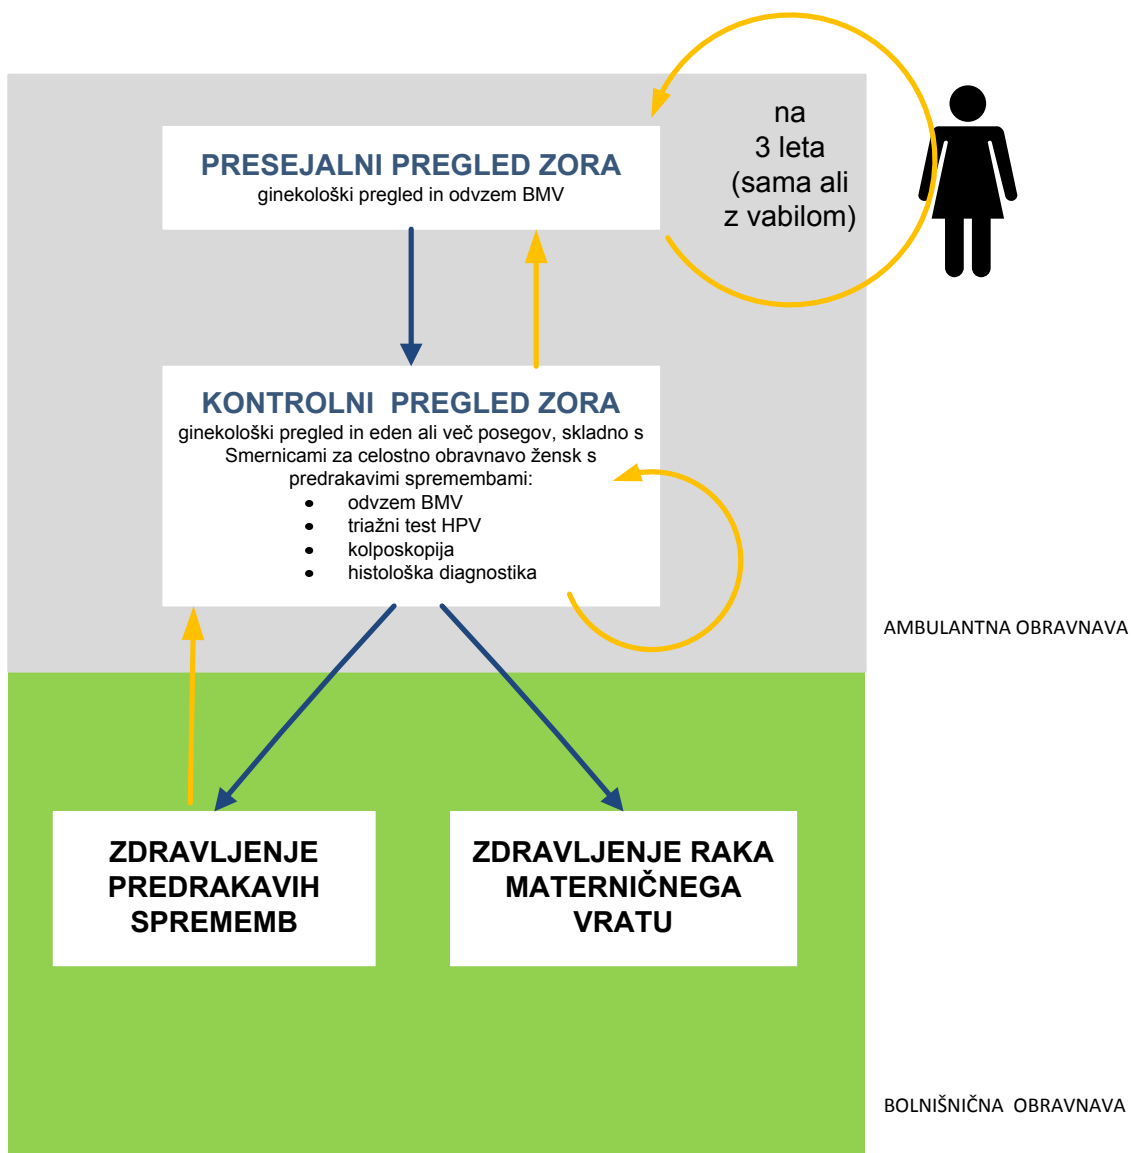 na
3 leta
(sama ali
z vabilom)
PRESEJALNI PREGLED ZORA
ginekološki pregled in odvzem BMV
KONTROLNI PREGLED ZORA
ginekološki pregled in eden ali več posegov, skladno s
Smernicami za celostno obravnavo žensk s
predrakavimi spremembami:
• odvzem BMV
• triažni test HPV
• kolposkopija
• histološka diagnostika
AMBULANTNA OBRAVNAVA
ZDRAVLJENJE
PREDRAKAVIH
SPREMEMB
ZDRAVLJENJE RAKA
MATERNIČNEGA
VRATU
BOLNIŠNIČNA OBRAVNAVA